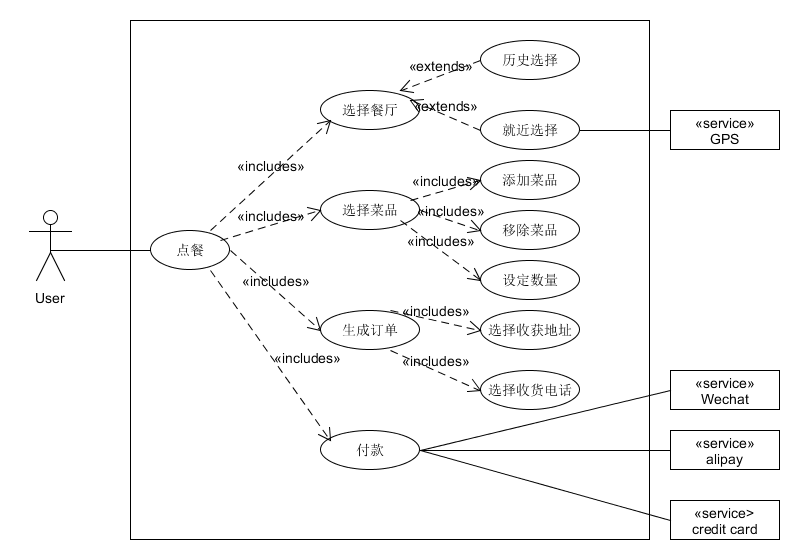 历史选择
«extends»
选择餐厅
«extends»
就近选择
«service»
GPS
«includes»
«includes»
添加菜品
选择菜品
«includes»
«includes»
移除菜品
«includes»
点餐
设定数量
«includes»
User
«includes»
生成订单
选择收获地址
«includes»
«includes»
选择收货电话
«service»
Wechat
付款
«service»
alipay
«service>
credit card